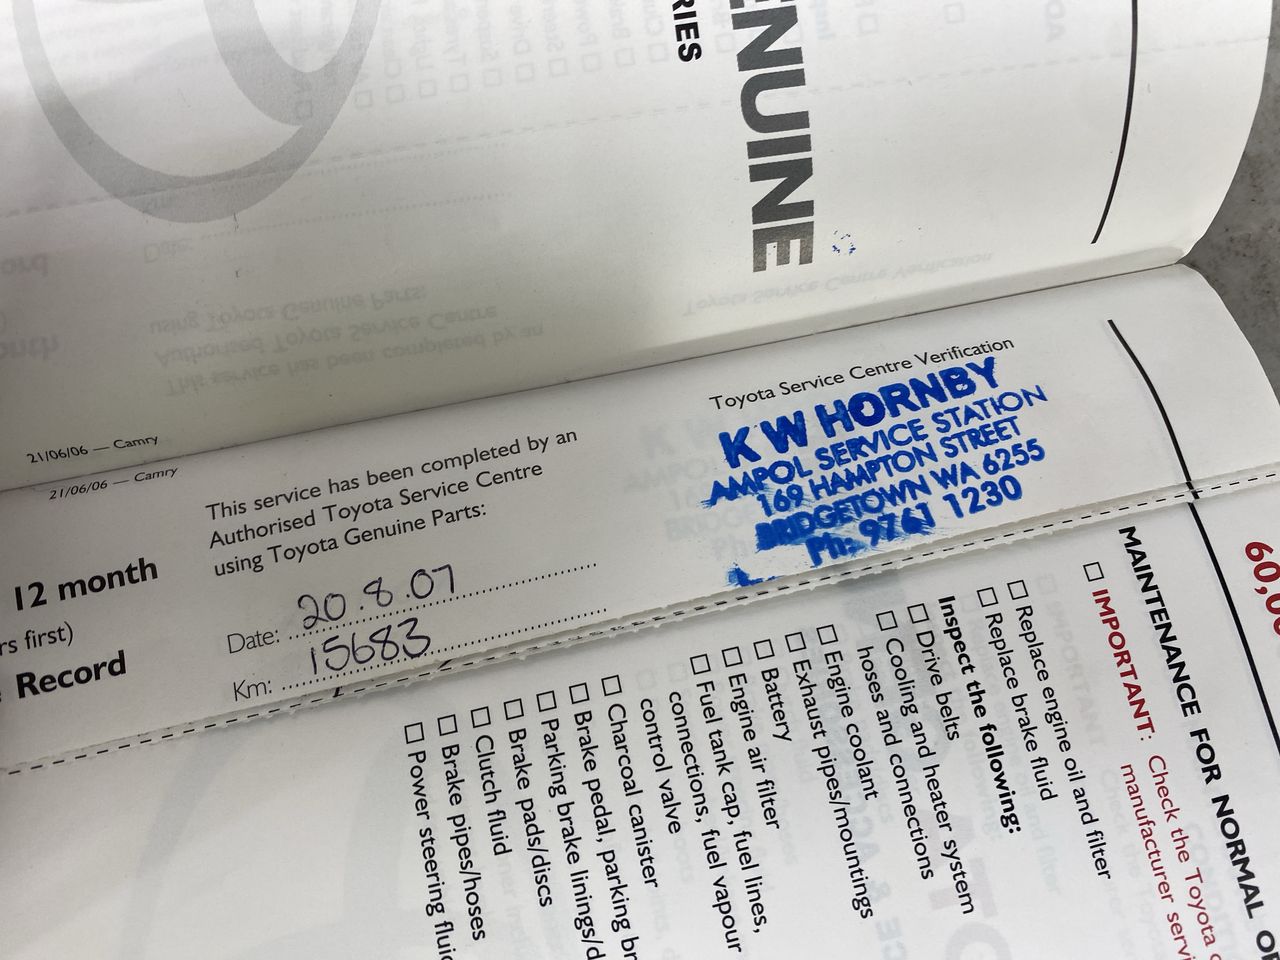 RIES
ENUINE
21/06/06 — Camry
21/06/06 — Camry
12 month
rs first)
Record
This service has been completed by an
Authorised Toyota Service Centre
using Toyota Genuine Parts:
Date: 20.8.07
Km: 15683
Toyota Service Centre Verification
K W HORNBY
AMPOL SERVICE STATION
169 HAMPTON STREET
BRIDGETOWN WA 6255
Ph: 9761 1230
60,0
MAINTENANCE FOR NORMAL O
IMPORTANT: Check the Toyota
manufacturer servi
Replace engine oil and filter
Replace brake fluid
Inspect the following:
Drive belts
Cooling and heater system
hoses and connections
Engine coolant
Exhaust pipes/mountings
Battery
Engine air filter
Fuel tank cap, fuel lines,
connections, fuel vapour
control valve
Charcoal canister
Brake pedal, parking br
Parking brake linings/d
Brake pads/discs
Clutch fluid
Brake pipes/hoses
Power steering flui